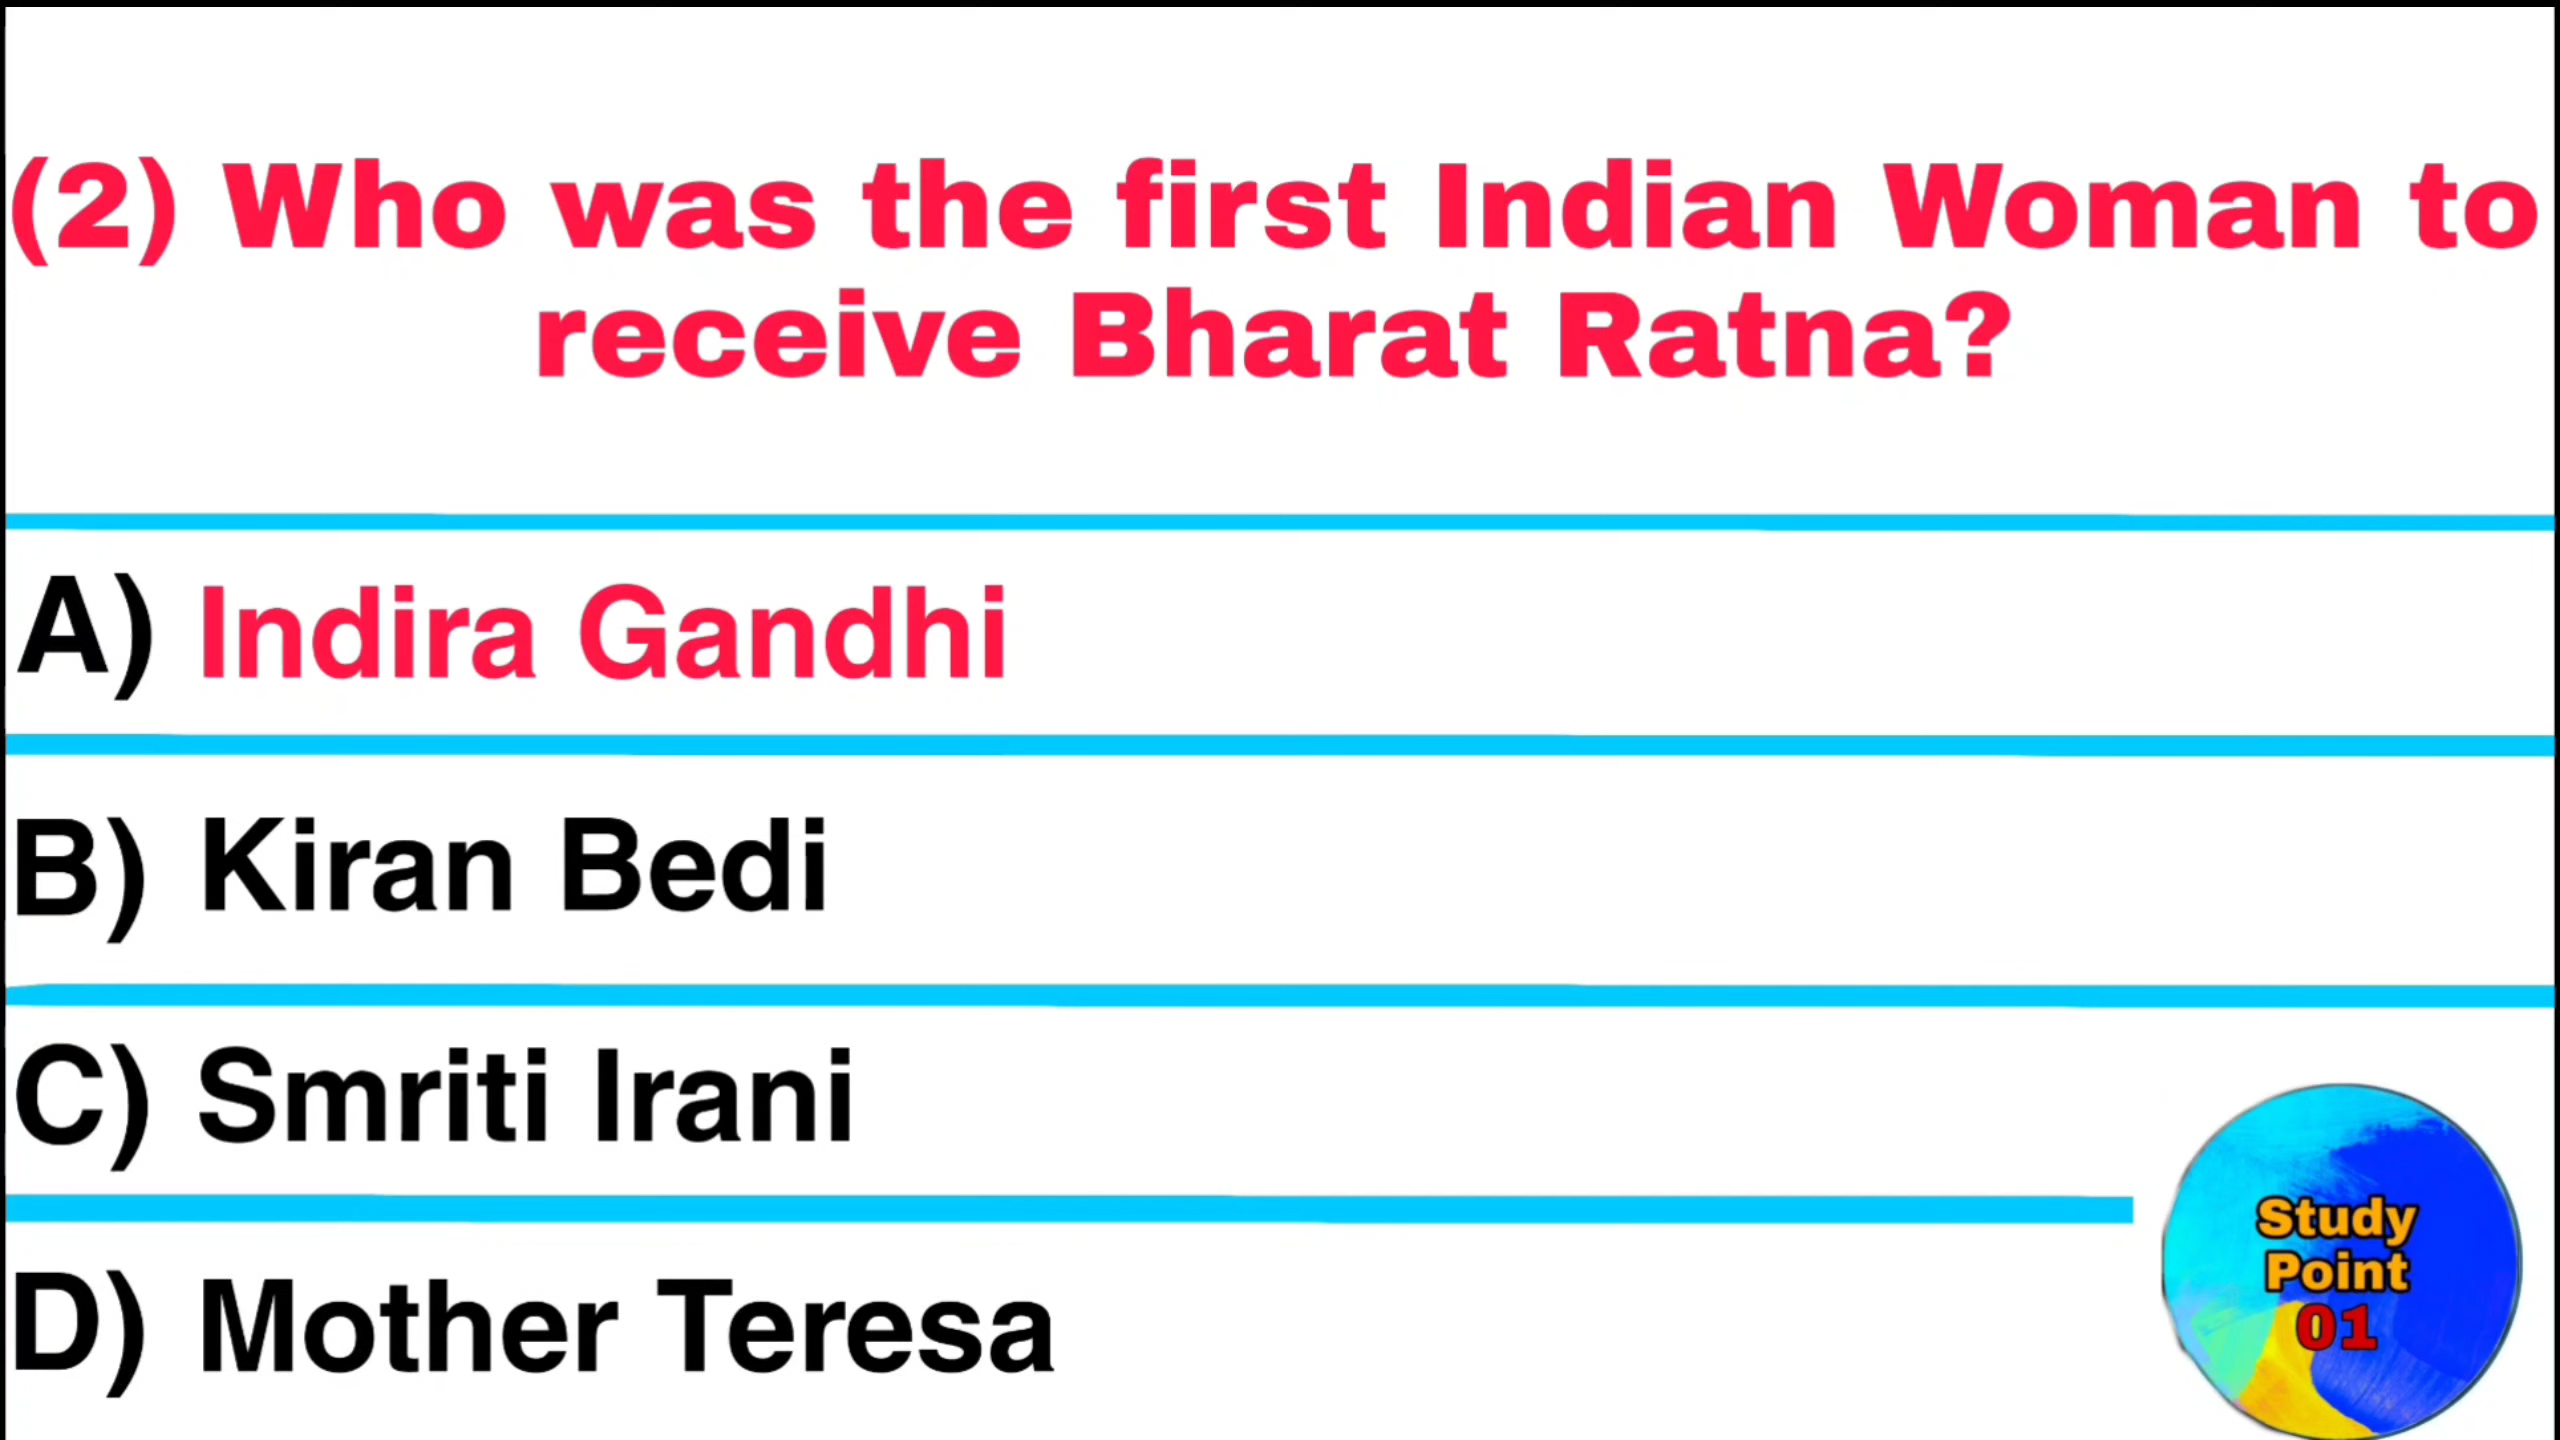 (2) Who was the first Indian Woman to
receive Bharat Ratna?
A) Indira Gandhi
B) Kiran Bedi
C) Smriti Irani
D) Mother Teresa
Study
Point
01